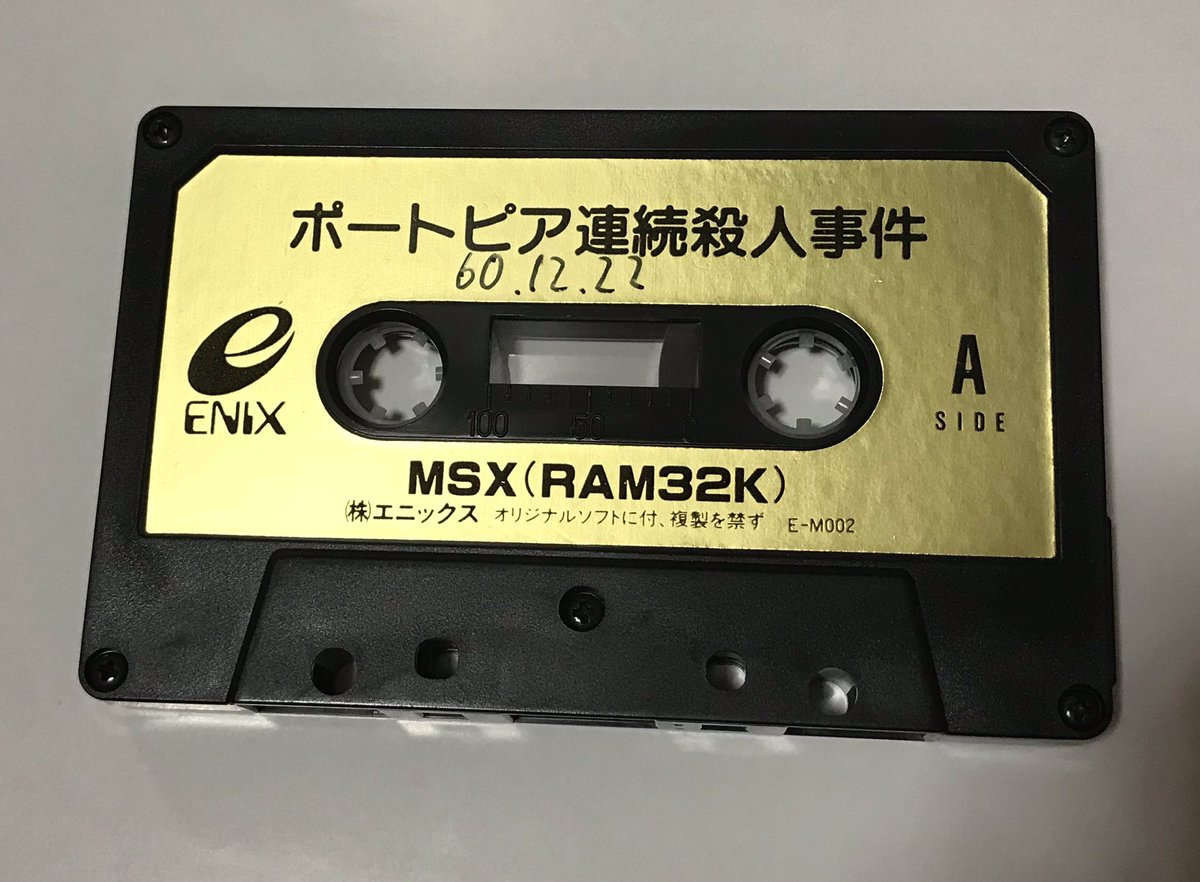 ポートピア連続殺人事件
60.12.22
ENIX
A
SIDE
100 50 0
MSX(RAM32K)
㈱エニックス オリジナルソフトに付、複製を禁ず E-M002